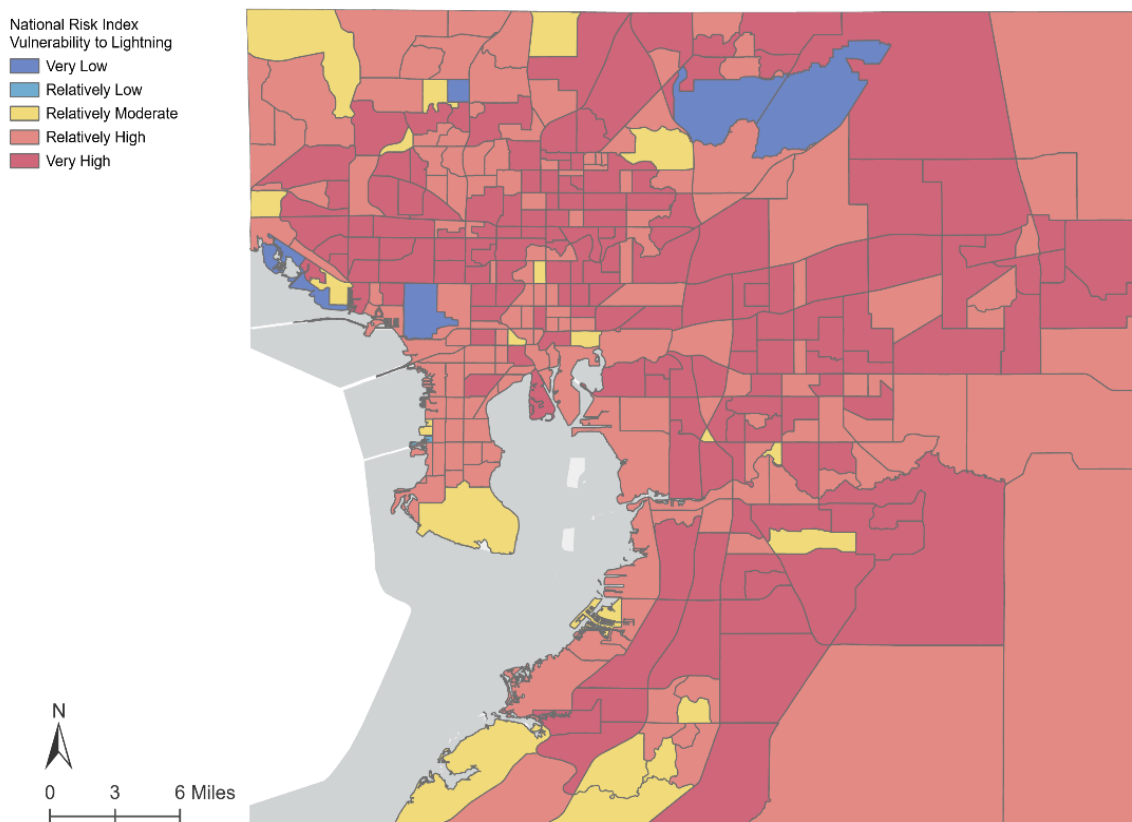 National Risk Index
Vulnerability to Lightning
Very Low
Relatively Low
Relatively Moderate
Relatively High
Very High
N
0 3 6 Miles